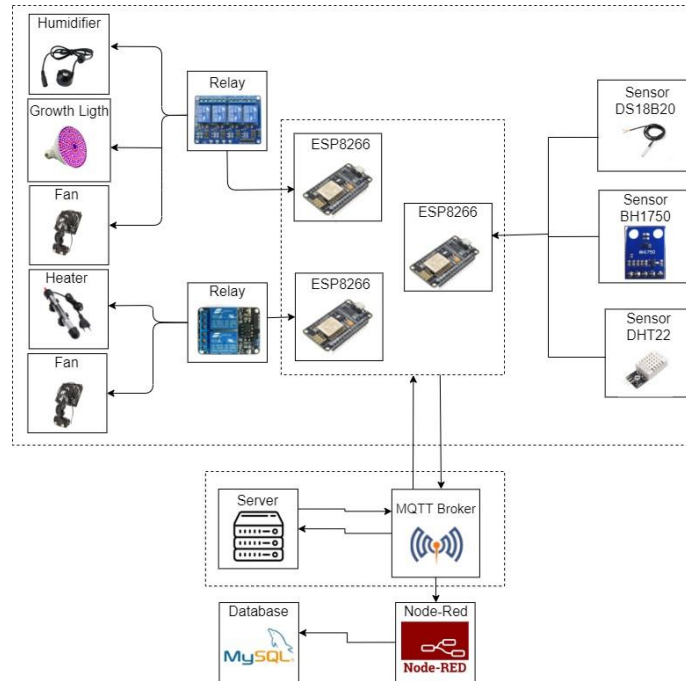 Humidifier
Growth Ligth
Fan
Heater
Fan
Relay
Relay
ESP8266
ESP8266
ESP8266
Sensor
DS18B20
Sensor
BH1750
BH1750
Sensor
DHT22
Server
MQTT Broker
Database
MySQL
Node-Red
Node-RED